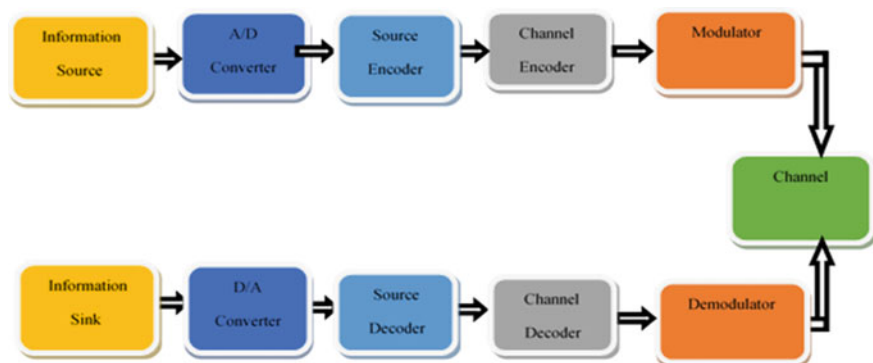 Information
Source
A/D
Converter
Source
Encoder
Channel
Encoder
Modulator
Channel
Information
Sink
D/A
Converter
Source
Decoder
Channel
Decoder
Demodulator